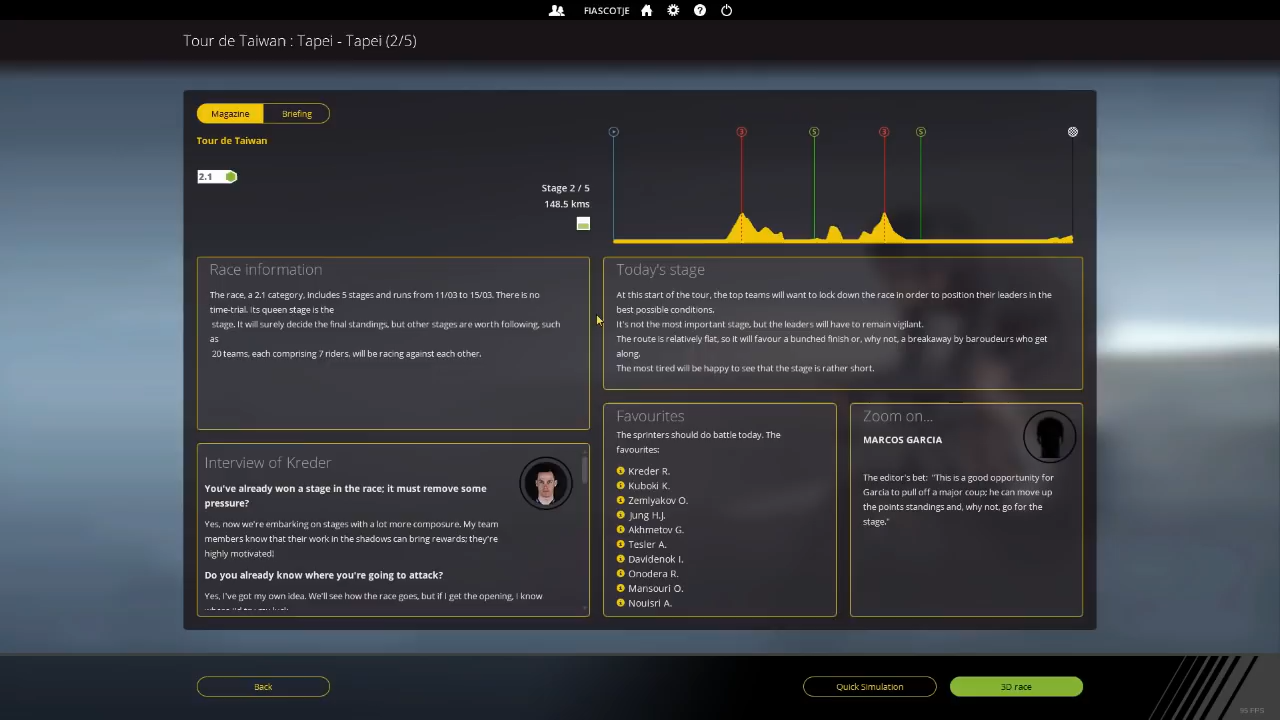 FIASCOTJE
Tour de Taiwan : Tapei - Tapei (2/5)
Magazine
Briefing
Tour de Taiwan
2.1
Stage 2 / 5
148.5 kms
3
5
3
5
Race information
The race, a 2.1 category, includes 5 stages and runs from 11/03 to 15/03. There is no
time-trial. Its queen stage is the
stage. It will surely decide the final standings, but other stages are worth following, such
as
20 teams, each comprising 7 riders, will be racing against each other.
Today's stage
At this start of the tour, the top teams will want to lock down the race in order to position their leaders in the
best possible conditions.
It's not the most important stage, but the leaders will have to remain vigilant.
The route is relatively flat, so it will favour a bunched finish or, why not, a breakaway by baroudeurs who get
along.
The most tired will be happy to see that the stage is rather short.
Interview of Kreder
You've already won a stage in the race; it must remove some
pressure?
Yes, now we're embarking on stages with a lot more composure. My team
members know that their work in the shadows can bring rewards; they're
highly motivated!
Do you already know where you're going to attack?
Yes, I've got my own idea. We'll see how the race goes, but if I get the opening, I know
Favourites
The sprinters should do battle today. The
favourites:
Kreder R.
Kuboki K.
Zemlyakov O.
Jung H.J.
Akhmetov G.
Tesler A.
Davidenok I.
Onodera R.
Mansouri O.
Nouisri A.
Zoom on...
MARCOS GARCIA
The editor's bet: "This is a good opportunity for
Garcia to pull off a major coup; he can move up
the points standings and, why not, go for the
stage."
Back
Quick Simulation
3D race
95 FPS